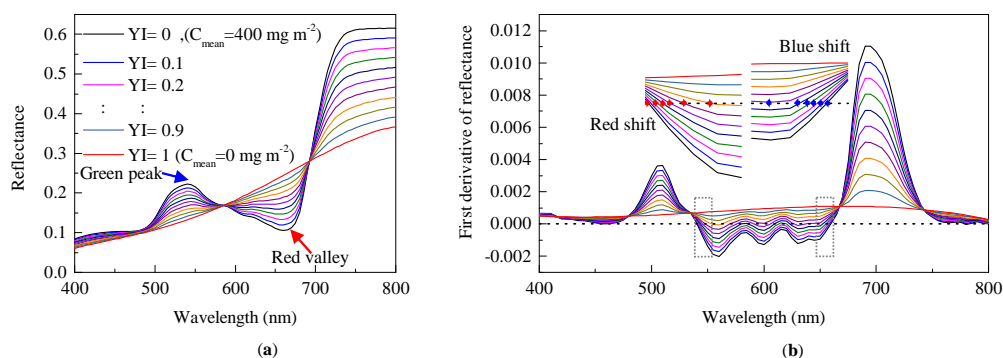 0.6
0.5
0.4
0.3
0.2
0.1
0.0
Reflectance
YI= 0 ,(Cmean=400 mg m-2)
YI= 0.1
YI= 0.2
: :
YI= 0.9
YI= 1 (Cmean=0 mg m-2)
Green peak
Red valley
400 500 600 700 800
Wavelength (nm)
(a)
0.012
0.010
0.008
0.006
0.004
0.002
0.000
-0.002
First derivative of reflectance
Blue shift
Red shift
400 500 600 700 800
Wavelength (nm)
(b)